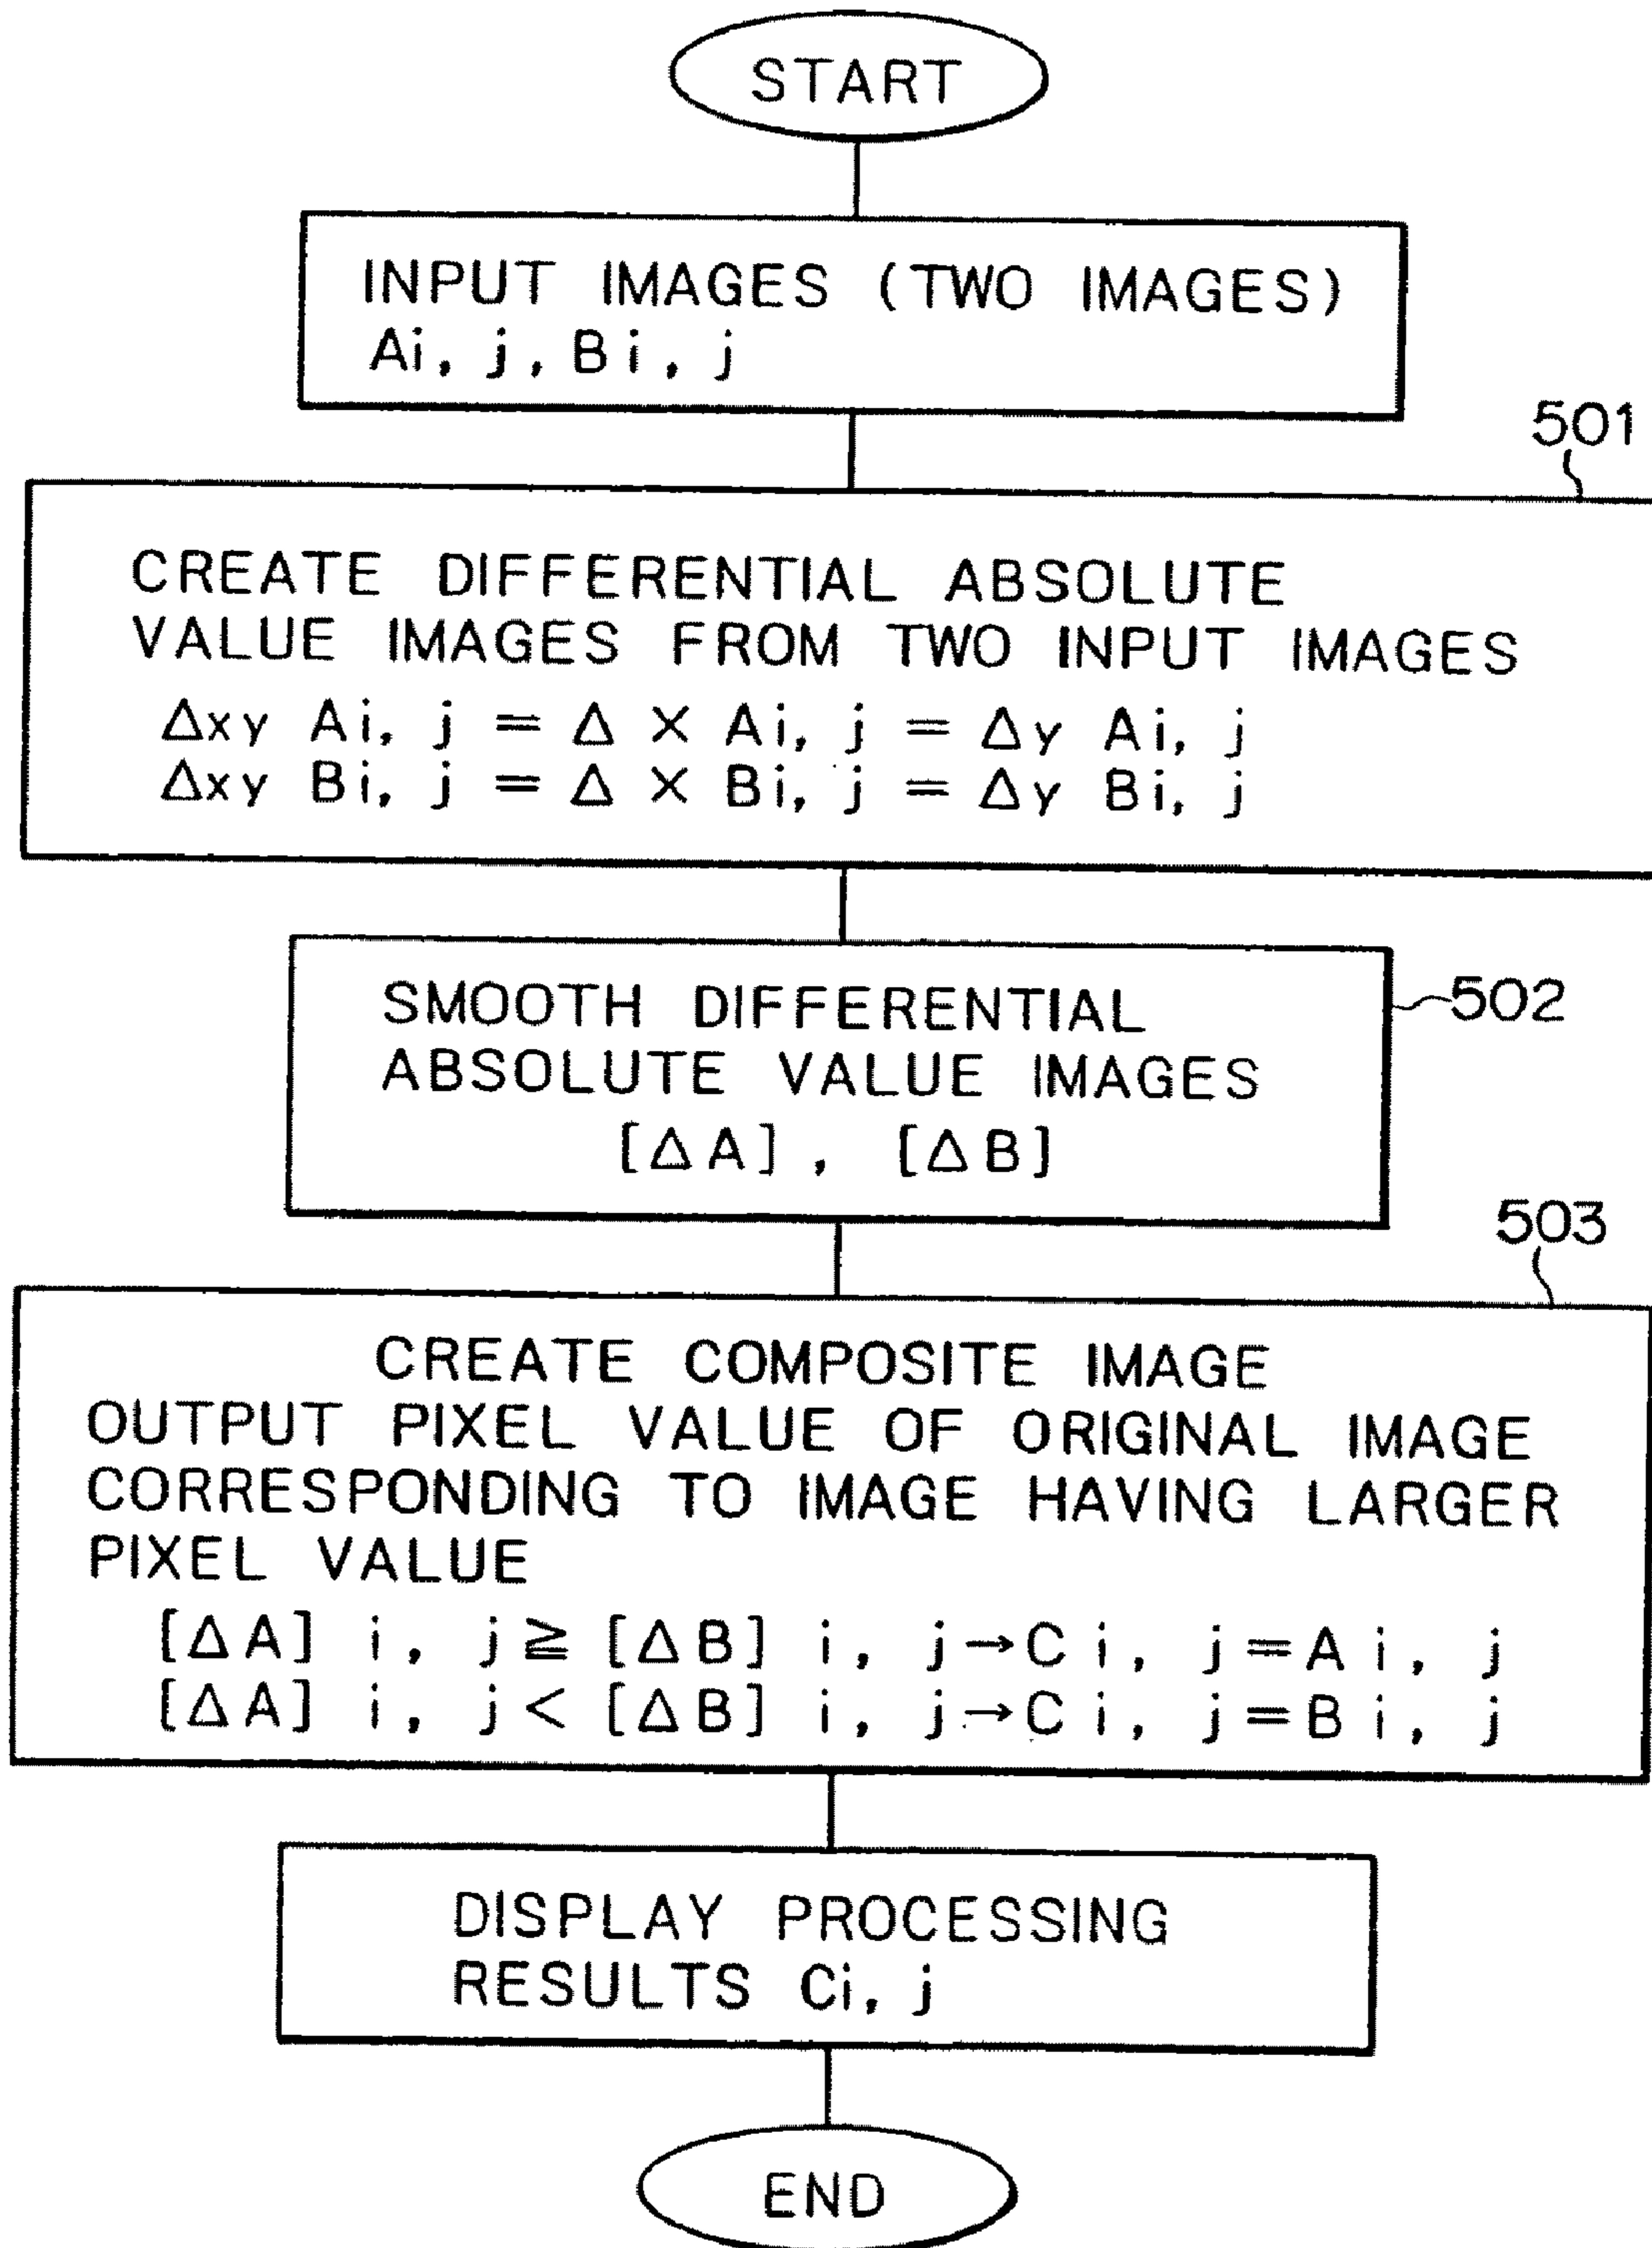 START
INPUT IMAGES (TWO IMAGES)
Ai, j, Bi, j
501
CREATE DIFFERENTIAL ABSOLUTE
VALUE IMAGES FROM TWO INPUT IMAGES
Δxy Ai, j = Δ × Ai, j = Δy Ai, j
Δxy Bi, j = Δ × Bi, j = Δy Bi, j
SMOOTH DIFFERENTIAL
502
ABSOLUTE VALUE IMAGES
[ΔA], [ΔB]
503
CREATE COMPOSITE IMAGE
OUTPUT PIXEL VALUE OF ORIGINAL IMAGE
CORRESPONDING TO IMAGE HAVING LARGER
PIXEL VALUE
[ΔA] i, j ≧ [ΔB] i, j → C i, j = A i, j
[ΔA] i, j < [ΔB] i, j → C i, j = B i, j
DISPLAY PROCESSING
RESULTS Ci, j
END